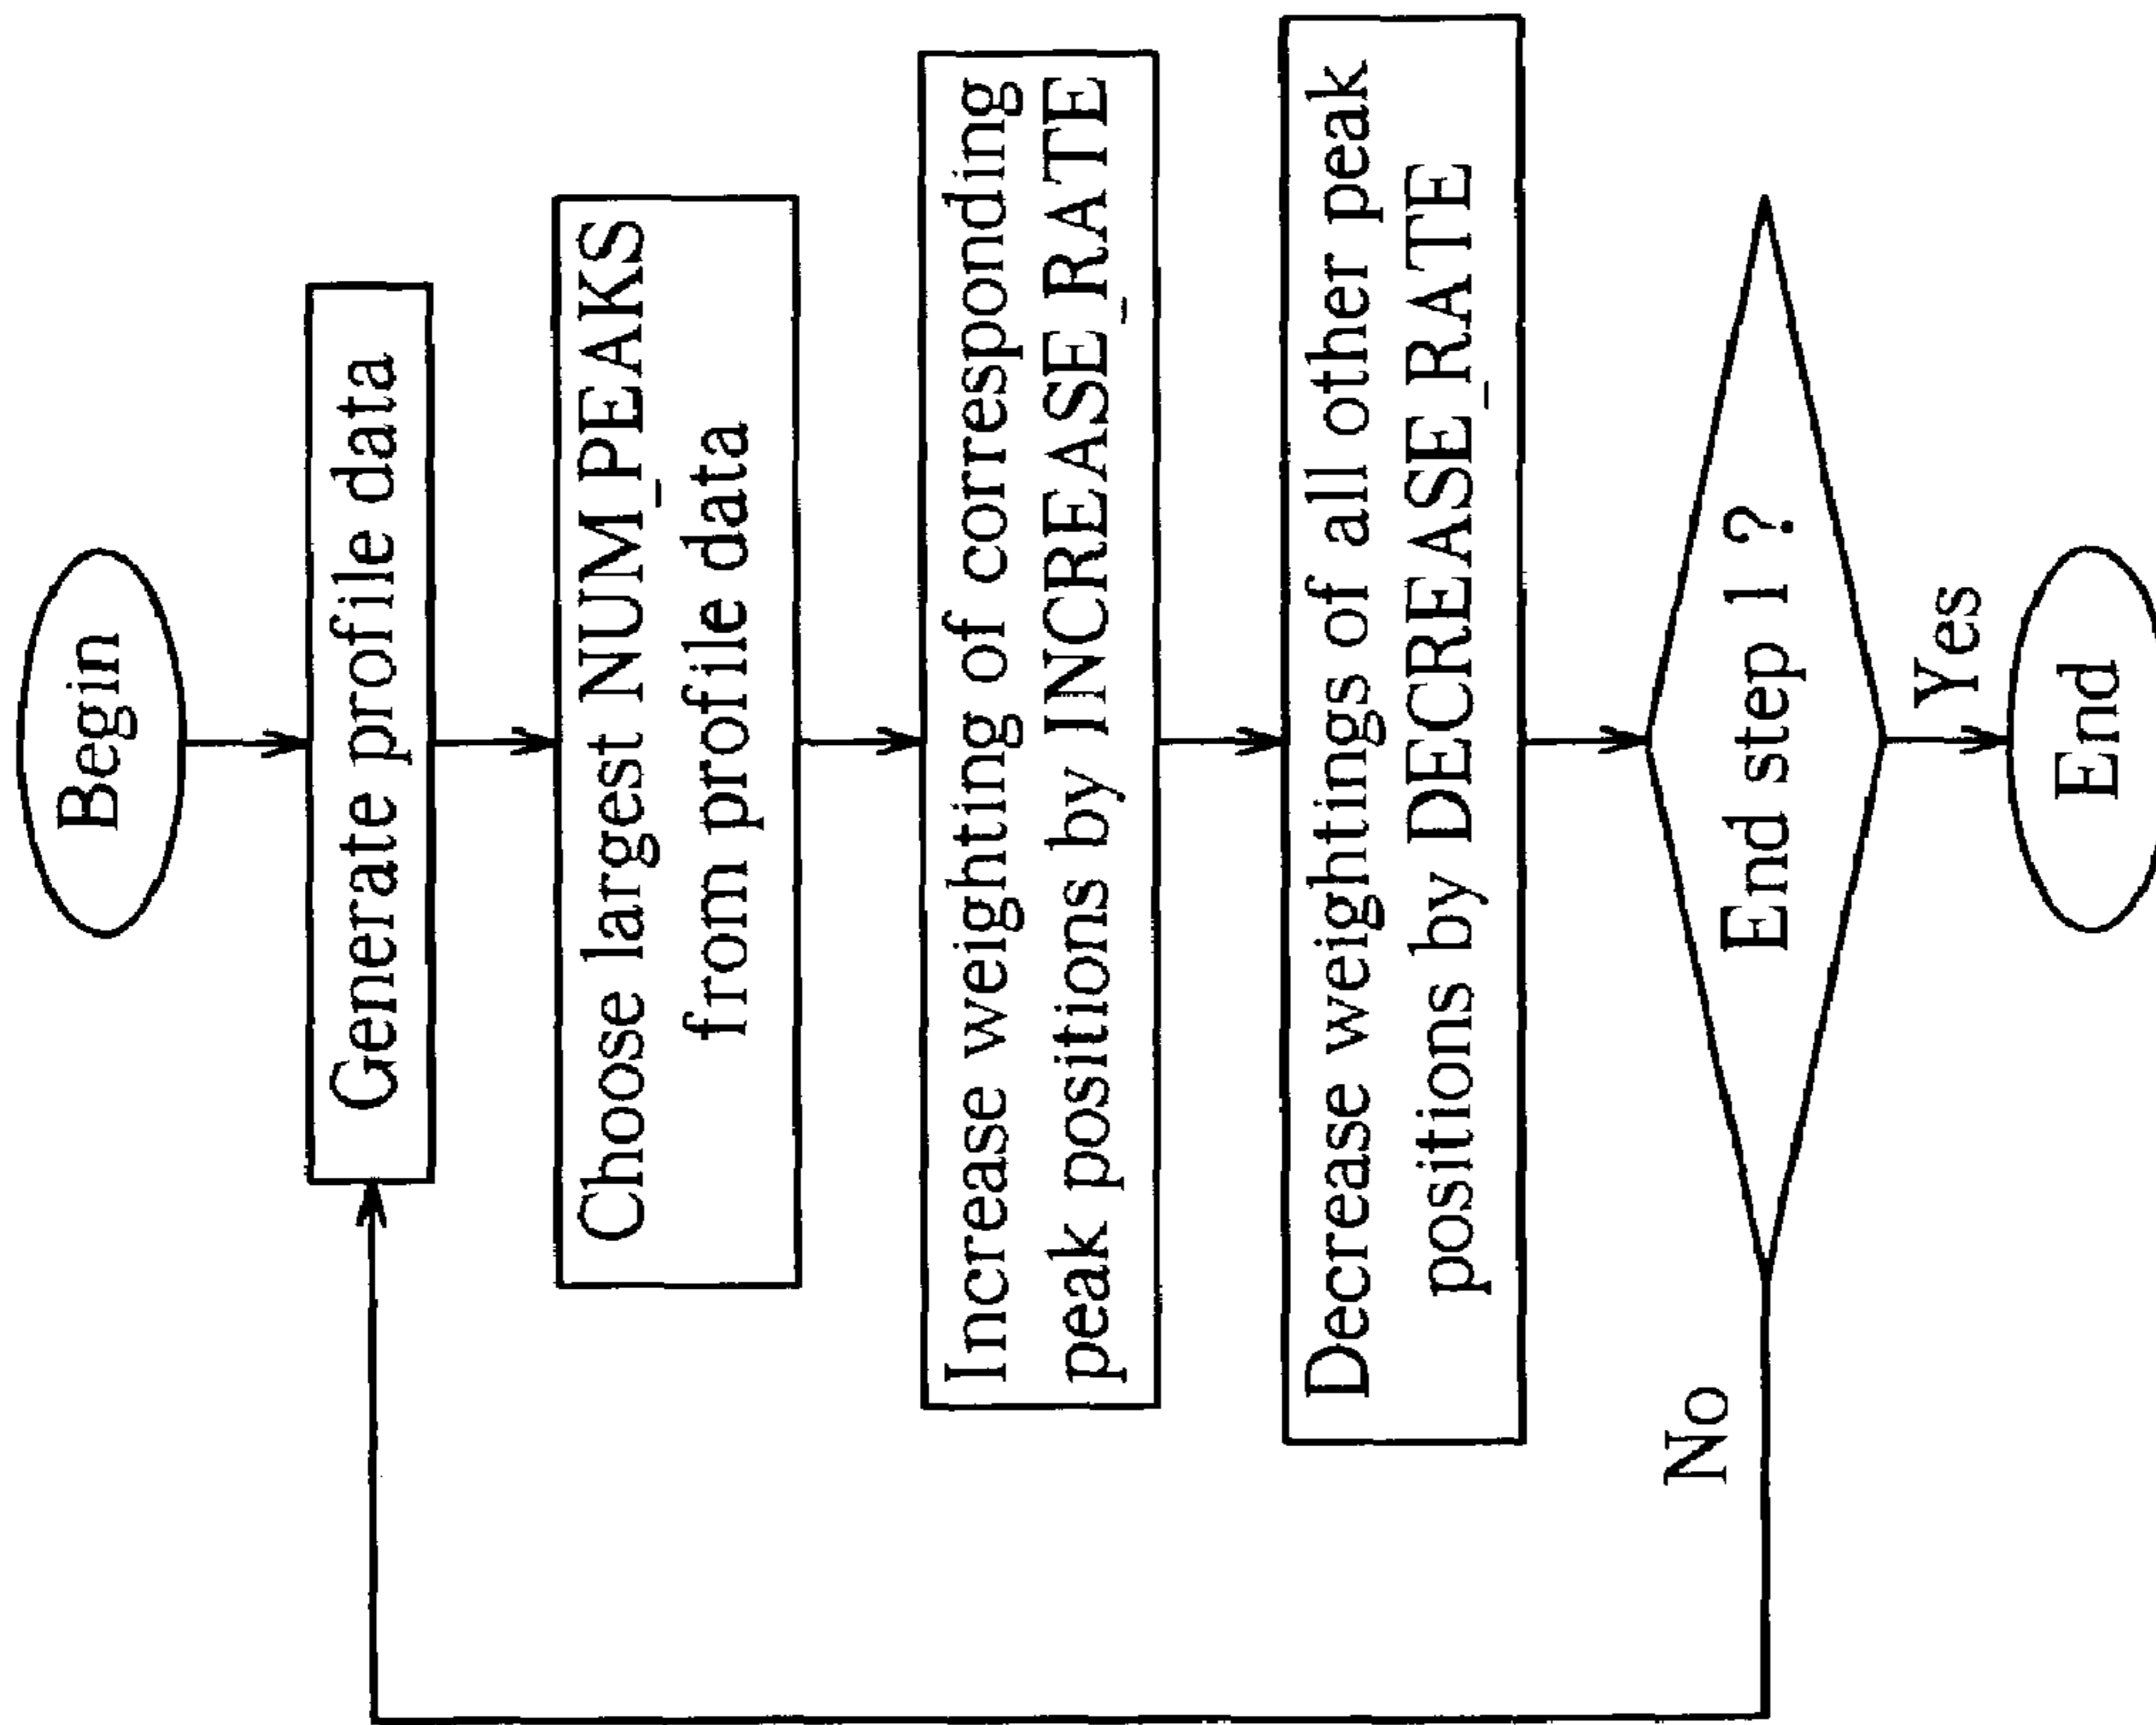 Begin
Generate profile data
Choose largest NUM_PEAKS
from profile data
Increase weighting of corresponding
peak positions by INCREASE_RATE
Decrease weightings of all other peak
positions by DECREASE_RATE
End step 1 ?
No
Yes
End